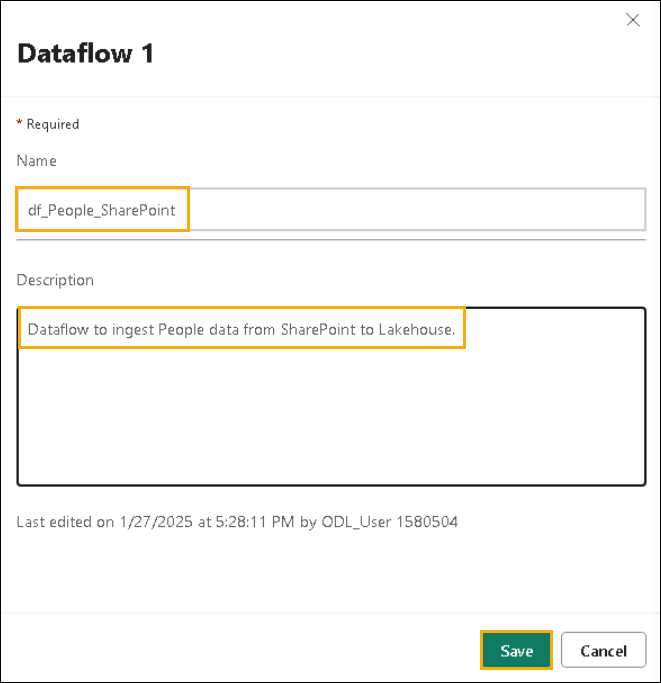 Dataflow 1
* Required
Name
df_People_SharePoint
Description
Dataflow to ingest People data from SharePoint to Lakehouse.
Last edited on 1/27/2025 at 5:28:11 PM by ODL_User 1580504
Save Cancel